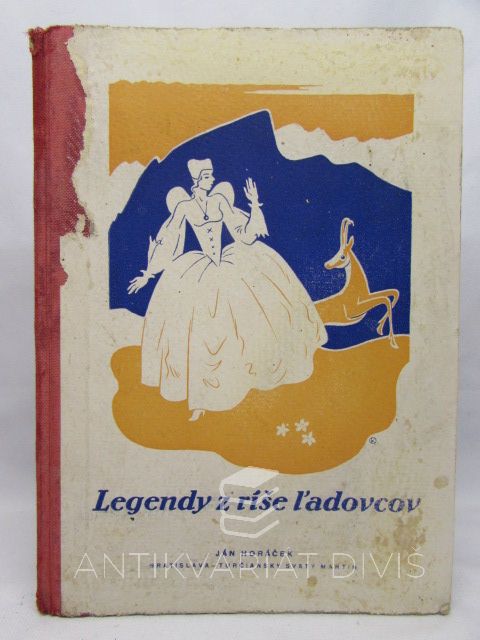 Legendy z ríše ľadovcov
JÁN HORÁČEK
BRATISLAVA - TURČIANSKY SVÄTÝ MARTIN
ANTIKVARIÁT DIVIŠ